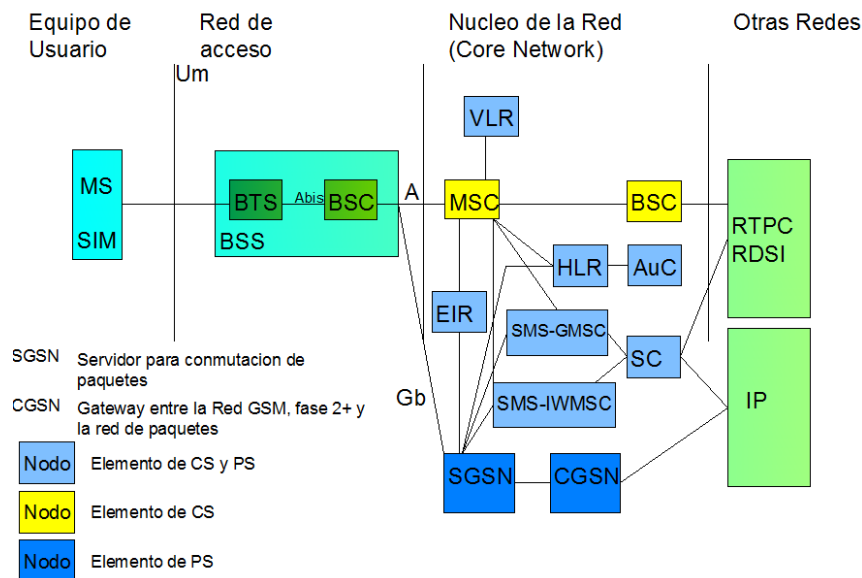 Equipo de
Usuario
Red de
acceso
Nucleo de la Red
(Core Network)
Otras Redes
Um
VLR
MS
SIM
BTS
Abis
BSC
BSS
A
MSC
BSC
RTPC
RDSI
HLR
AuC
EIR
SMS-GMSC
SC
SMS-IWMSC
Gb
IP
SGSN
CGSN
SGSN Servidor para conmutacion de
paquetes
CGSN Gateway entre la Red GSM, fase 2+ y
la red de paquetes
Nodo Elemento de CS y PS
Nodo Elemento de CS
Nodo Elemento de PS